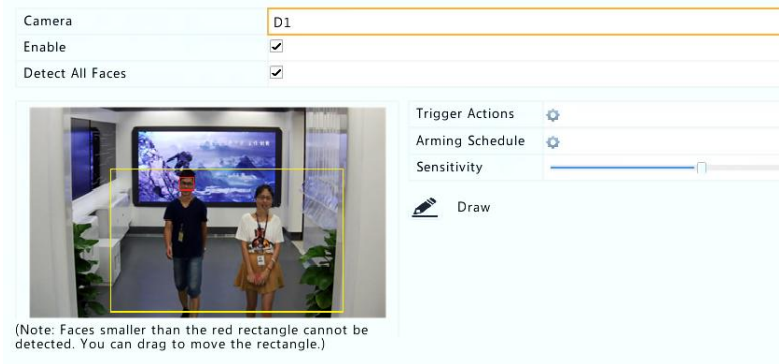 Camera
D1
Enable
Detect All Faces
Trigger Actions
Arming Schedule
Sensitivity
Draw
(Note: Faces smaller than the red rectangle cannot be
detected. You can drag to move the rectangle.)